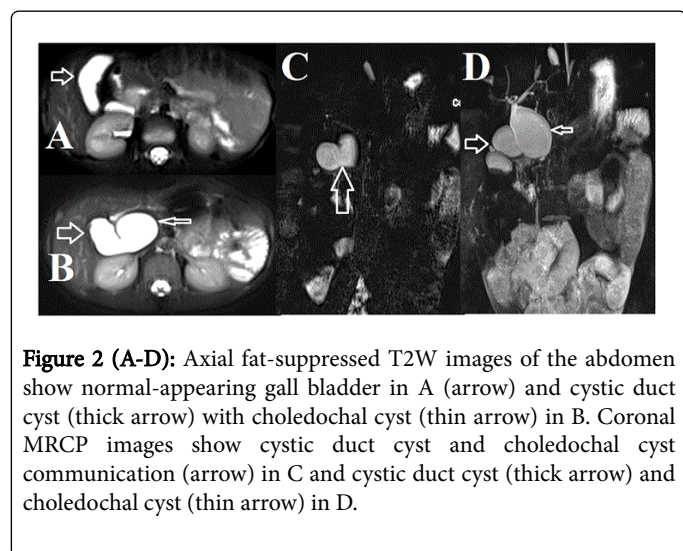 A
B
C
D
Figure 2 (A-D): Axial fat-suppressed T2W images of the abdomen
show normal-appearing gall bladder in A (arrow) and cystic duct
cyst (thick arrow) with choledochal cyst (thin arrow) in B. Coronal
MRCP images show cystic duct cyst and choledochal cyst
communication (arrow) in C and cystic duct cyst (thick arrow) and
choledochal cyst (thin arrow) in D.